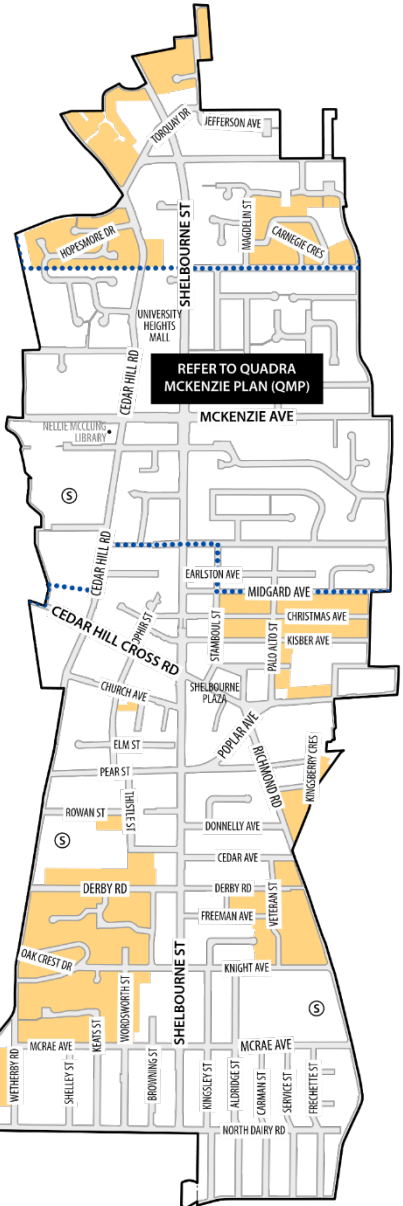 TORQUAY DR
JEFFERSON AVE
SHELBOURNE ST
MAGDELIN ST
HOPESMORE DR
CARNEGIE CRES
UNIVERSITY
HEIGHTS
MALL
CEDAR HILL RD
REFER TO QUADRA
MCKENZIE PLAN (QMP)
MCKENZIE AVE
NELLIE MCCLUNG
LIBRARY
S
CEDAR HILL RD
EARLSTON AVE
MIDGARD AVE
CEDAR HILL CROSS RD
OPHIR ST
STAMBOUL ST
PALO ALTO ST
CHRISTMAS AVE
KISBER AVE
CHURCH AVE
SHELBOURNE
PLAZA
POPLAR AVE
ELM ST
RICHMOND RD
KINGSBERRY CRES
PEAR ST
THISTLE ST
ROWAN ST
S
DONNELLY AVE
CEDAR AVE
DERBY RD
DERBY RD
VETERAN ST
FREEMAN AVE
OAK CREST DR
WORDSWORTH ST
SHELBOURNE ST
KNIGHT AVE
S
KEATS ST
MCRAE AVE
MCRAE AVE
WETHERBY RD
SHELLEY ST
BROWNING ST
KINGSLEY ST
ALDRIDGE ST
CARMAN ST
SERVICE ST
FRECHETTE ST
NORTH DAIRY RD